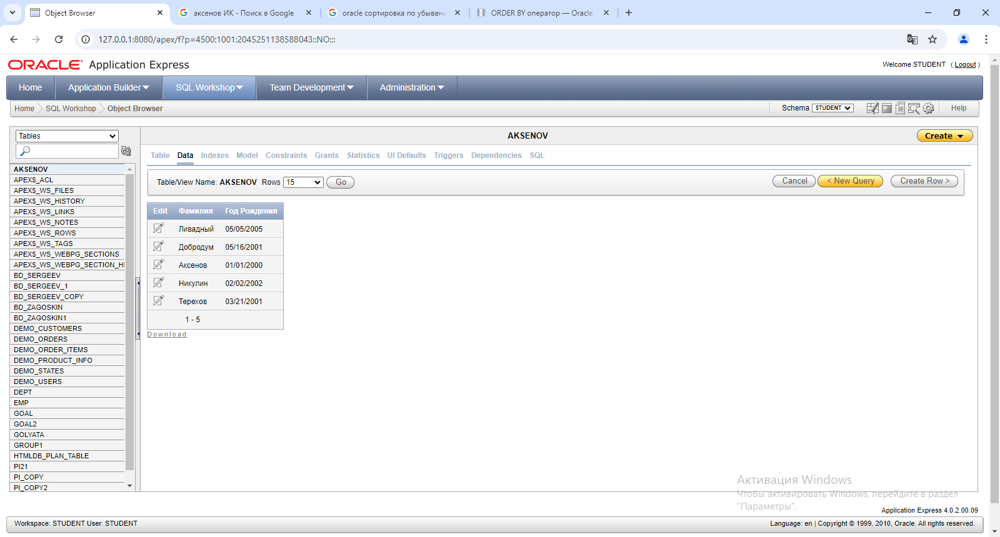 Object Browser
аксенов ИК - Поиск в Google
oracle сортировка по убывани
ORDER BY оператор — Oracle
127.0.0.1:8080/apex/f?p=4500:1001:2045251138588043::NO:::
ORACLE Application Express
Welcome STUDENT ( Logout )
Home Application Builder SQL Workshop Team Development Administration
Home SQL Workshop Object Browser
Schema STUDENT Help
Tables
AKSENOV
APEX$_ACL
APEX$_WS_FILES
APEX$_WS_HISTORY
APEX$_WS_LINKS
APEX$_WS_NOTES
APEX$_WS_ROWS
APEX$_WS_TAGS
APEX$_WS_WEBPG_SECTIONS
APEX$_WS_WEBPG_SECTION_HI
BD_SERGEEV
BD_SERGEEV_1
BD_SERGEEV_COPY
BD_ZAGOSKIN
BD_ZAGOSKIN1
DEMO_CUSTOMERS
DEMO_ORDERS
DEMO_ORDER_ITEMS
DEMO_PRODUCT_INFO
DEMO_STATES
DEMO_USERS
DEPT
EMP
GOAL
GOAL2
GOLYATA
GROUP1
HTMLDB_PLAN_TABLE
PI21
PI_COPY
PI_COPY2
AKSENOV
Create
Table Data Indexes Model Constraints Grants Statistics UI Defaults Triggers Dependencies SQL
Table/View Name: AKSENOV Rows 15 Go
Cancel < New Query Create Row >
Edit Фамилия Год Рождения
Ливадный 05/05/2005
Добродум 05/16/2001
Аксенов 01/01/2000
Никулин 02/02/2002
Терехов 03/21/2001
1 - 5
Download
Активация Windows
Чтобы активировать Windows, перейдите в раздел
"Параметры".
Application Express 4.0.2.00.09
Workspace: STUDENT User: STUDENT
Language: en | Copyright © 1999, 2010, Oracle. All rights reserved.